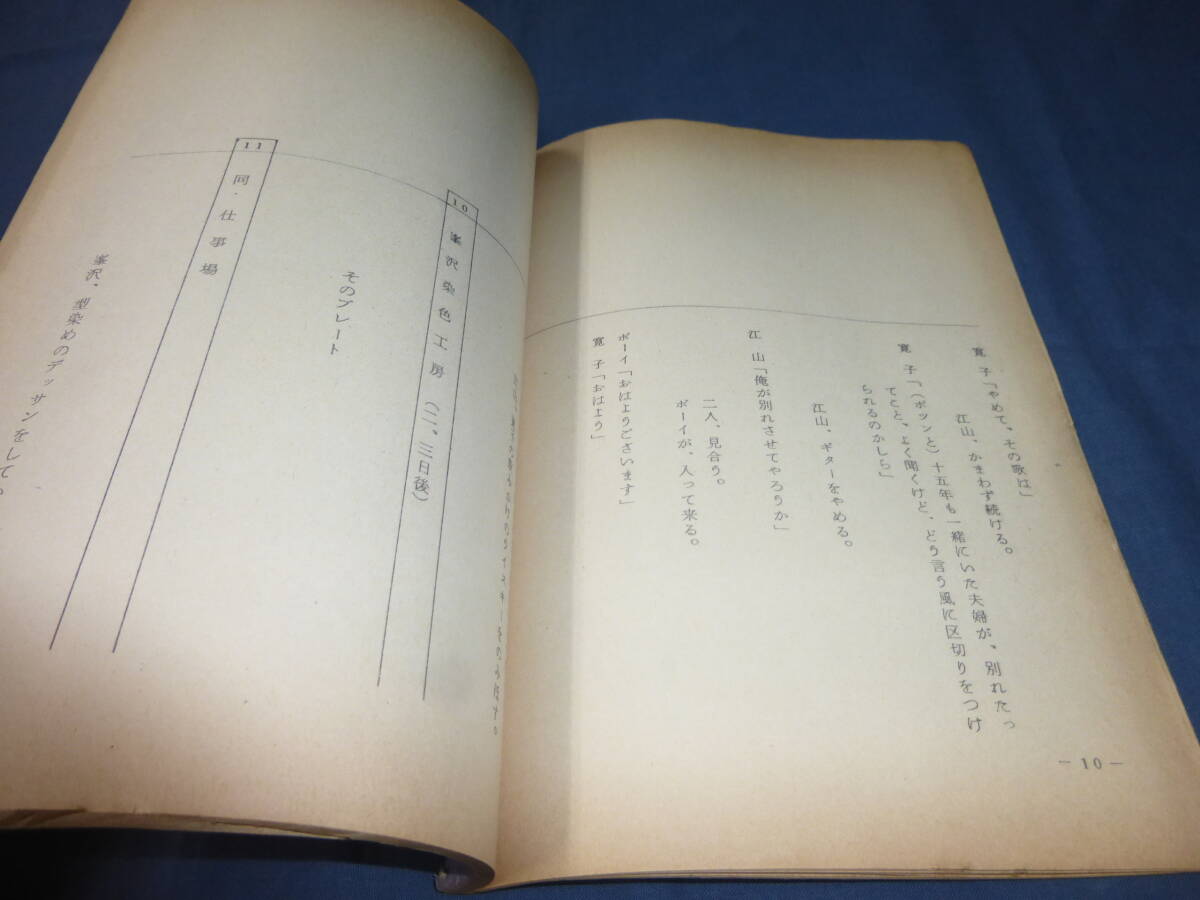 寛子「やめて、その歌は」
江山、かまわず続ける。
寛子「(ポツンと)十五年も一緒にいた夫婦が、別れたっ
てこと、よく聞くけど、どう言う風に区切りをつけ
られるのかしら」
江山、ギターをやめる。
江山「俺が別れさせてやろうか」
二人、見合う。
ボーイが、入って来る。
ボーイ「おはようございます」
寛子「おはよう」
－10－
をのみほす。
10 峯沢染色工房(二、三日後)
そのプレート
11 同・仕事場
峯沢、型染めのデッサンをして